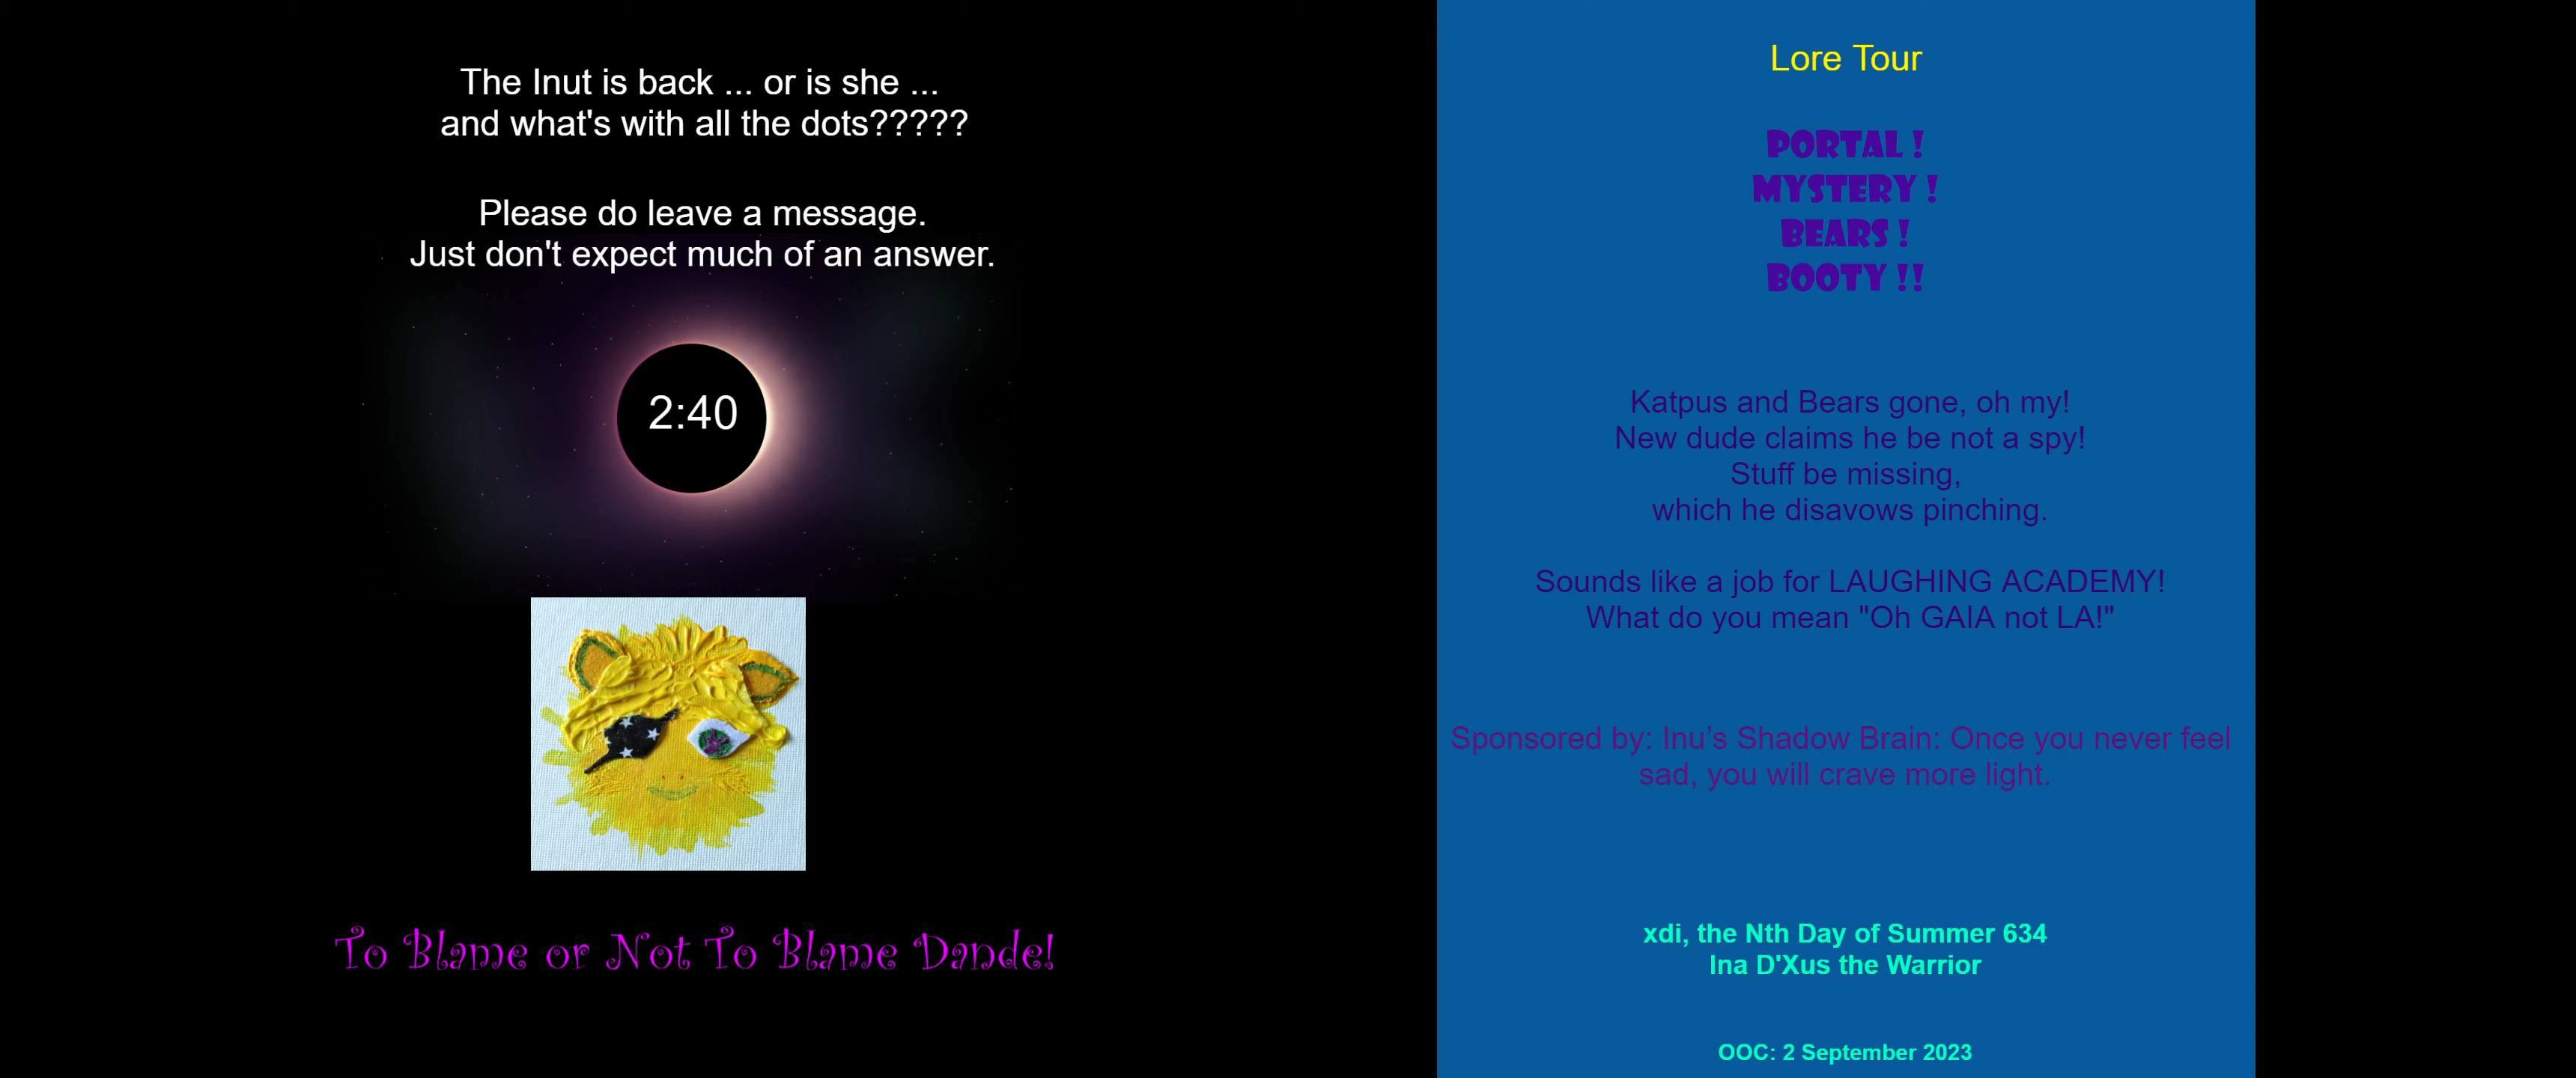 The Inut is back ... or is she ...
and what's with all the dots?????
Please do leave a message.
Just don't expect much of an answer.
2:40
To Blame or Not To Blame Dande!
Lore Tour
PORTAL !
MYSTERY !
BEARS !
BOOTY !!
Katpus and Bears gone, oh my!
New dude claims he be not a spy!
Stuff be missing,
which he disavows pinching.
Sounds like a job for LAUGHING ACADEMY!
What do you mean "Oh GAIA not LA!"
Sponsored by: Inu’s Shadow Brain: Once you never feel
sad, you will crave more light.
xdi, the Nth Day of Summer 634
Ina D'Xus the Warrior
OOC: 2 September 2023